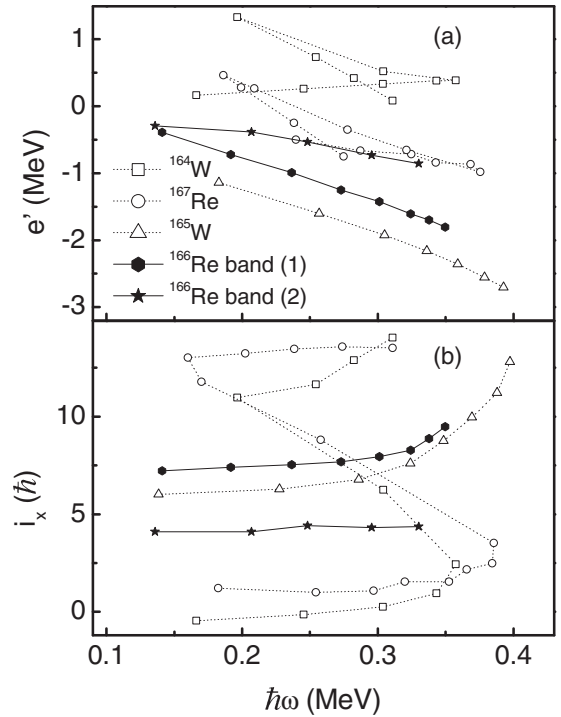 (a)
1
0
-1
-2
-3
e' (MeV)
¹⁶⁴W
¹⁶⁷Re
¹⁶⁵W
¹⁶⁶Re band (1)
¹⁶⁶Re band (2)
(b)
10
5
0
iₓ (ℏ)
0.1 0.2 0.3 0.4
ℏω (MeV)